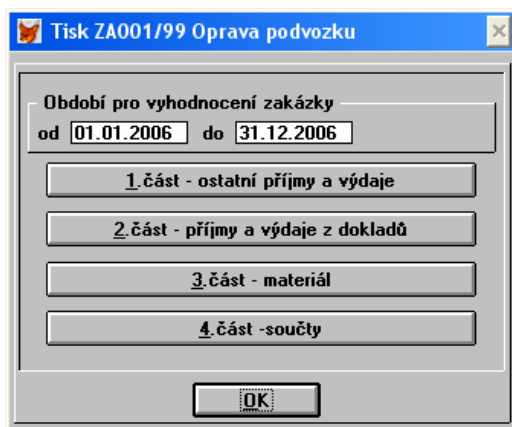 Tisk ZA001/99 Oprava podvozku
Období pro vyhodnocení zakázky
od 01.01.2006 do 31.12.2006
1.část - ostatní příjmy a výdaje
2.část - příjmy a výdaje z dokladů
3.část - materiál
4.část -součty
OK